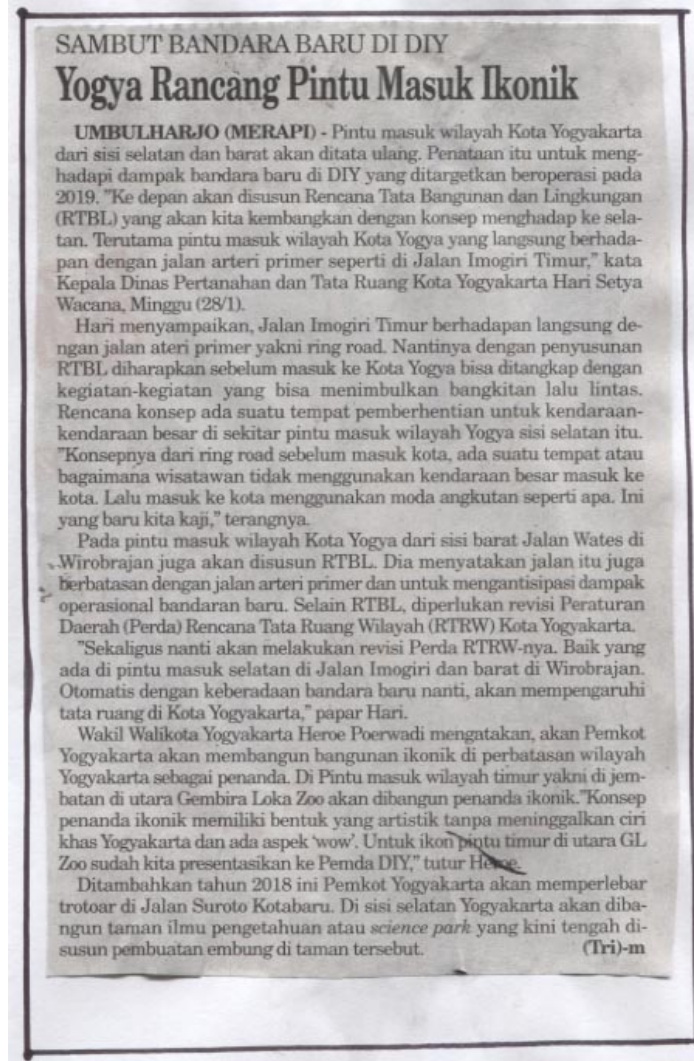 SAMBUT BANDARA BARU DI DIY
Yogya Rancang Pintu Masuk Ikonik
UMBULHARJO (MERAPI) - Pintu masuk wilayah Kota Yogyakarta
dari sisi selatan dan barat akan ditata ulang. Penataan itu untuk meng-
hadapi dampak bandara baru di DIY yang ditargetkan beroperasi pada
2019. "Ke depan akan disusun Rencana Tata Bangunan dan Lingkungan
(RTBL) yang akan kita kembangkan dengan konsep menghadap ke sela-
tan. Terutama pintu masuk wilayah Kota Yogya yang langsung berhada-
pan dengan jalan arteri primer seperti di Jalan Imogiri Timur," kata
Kepala Dinas Pertanahan dan Tata Ruang Kota Yogyakarta Hari Setya
Wacana, Minggu (28/1).
Hari menyampaikan, Jalan Imogiri Timur berhadapan langsung de-
ngan jalan ateri primer yakni ring road. Nantinya dengan penyusunan
RTBL diharapkan sebelum masuk ke Kota Yogya bisa ditangkap dengan
kegiatan-kegiatan yang bisa menimbulkan bangkitan lalu lintas.
Rencana konsep ada suatu tempat pemberhentian untuk kendaraan-
kendaraan besar di sekitar pintu masuk wilayah Yogya sisi selatan itu.
"Konsepnya dari ring road sebelum masuk kota, ada suatu tempat atau
bagaimana wisatawan tidak menggunakan kendaraan besar masuk ke
kota. Lalu masuk ke kota menggunakan moda angkutan seperti apa. Ini
yang baru kita kaji," terangnya.
Pada pintu masuk wilayah Kota Yogya dari sisi barat Jalan Wates di
Wirobrajan juga akan disusun RTBL. Dia menyatakan jalan itu juga
berbatasan dengan jalan arteri primer dan untuk mengantisipasi dampak
operasional bandaran baru. Selain RTBL, diperlukan revisi Peraturan
Daerah (Perda) Rencana Tata Ruang Wilayah (RTRW) Kota Yogyakarta.
"Sekaligus nanti akan melakukan revisi Perda RTRW-nya. Baik yang
ada di pintu masuk selatan di Jalan Imogiri dan barat di Wirobrajan.
Otomatis dengan keberadaan bandara baru nanti, akan mempengaruhi
tata ruang di Kota Yogyakarta," papar Hari.
Wakil Walikota Yogyakarta Heroe Poerwadi mengatakan, akan Pemkot
Yogyakarta akan membangun bangunan ikonik di perbatasan wilayah
Yogyakarta sebagai penanda. Di Pintu masuk wilayah timur yakni di jem-
batan di utara Gembira Loka Zoo akan dibangun penanda ikonik."Konsep
penanda ikonik memiliki bentuk yang artistik tanpa meninggalkan ciri
khas Yogyakarta dan ada aspek 'wow'. Untuk ikon pintu timur di utara GL
Zoo sudah kita presentasikan ke Pemda DIY," tutur Heroe.
Ditambahkan tahun 2018 ini Pemkot Yogyakarta akan memperlebar
trotoar di Jalan Suroto Kotabaru. Di sisi selatan Yogyakarta akan diba-
ngun taman ilmu pengetahuan atau science park yang kini tengah di-
susun pembuatan embung di taman tersebut. (Tri)-m